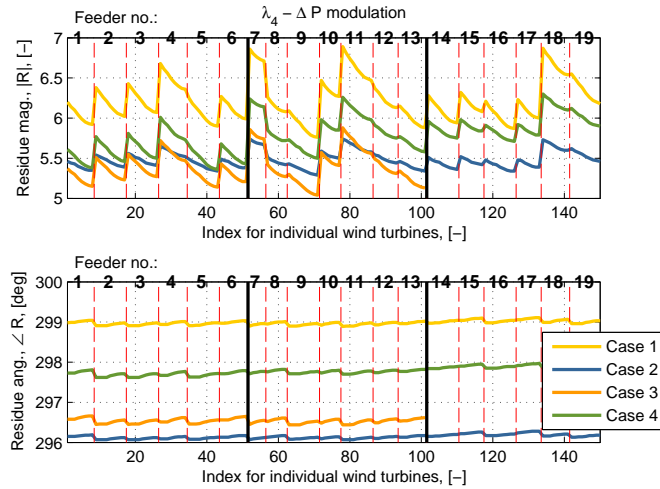 λ4 − Δ P modulation
Feeder no.:
1 2 3 4 5 6 7 8 9 10 11 12 13 14 15 16 17 18 19
7
6.5
6
5.5
5
Residue mag., |R|, [−]
20 40 60 80 100 120 140
Index for individual wind turbines, [−]
Feeder no.:
1 2 3 4 5 6 7 8 9 10 11 12 13 14 15 16 17 18 19
300
299
298
297
296
Residue ang., ∠ R, [deg]
Case 1
Case 2
Case 3
Case 4
20 40 60 80 100 120 140
Index for individual wind turbines, [−]